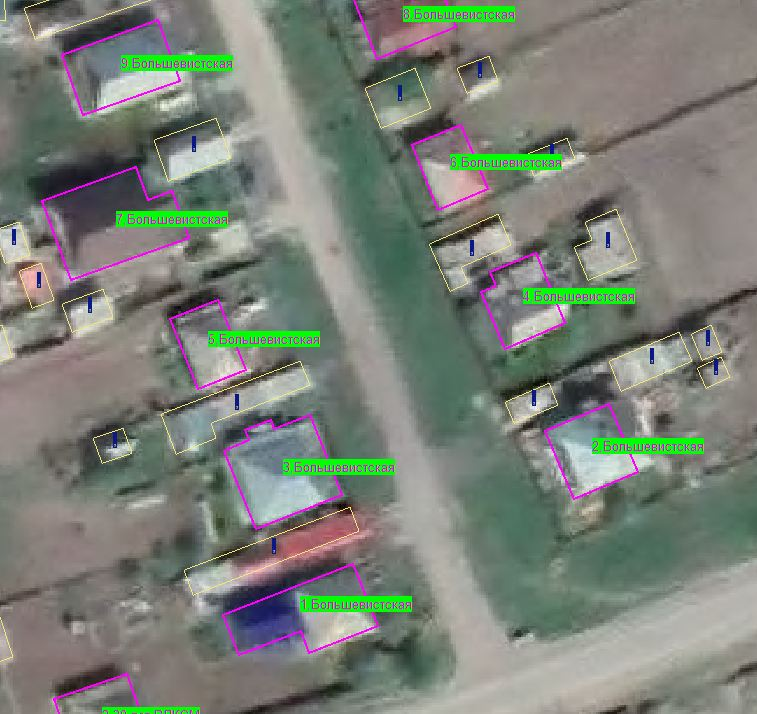 8 Большевистская
9 Большевистская
6 Большевистская
7 Большевистская
4 Большевистская
5 Большевистская
2 Большевистская
3 Большевистская
1 Большевистская